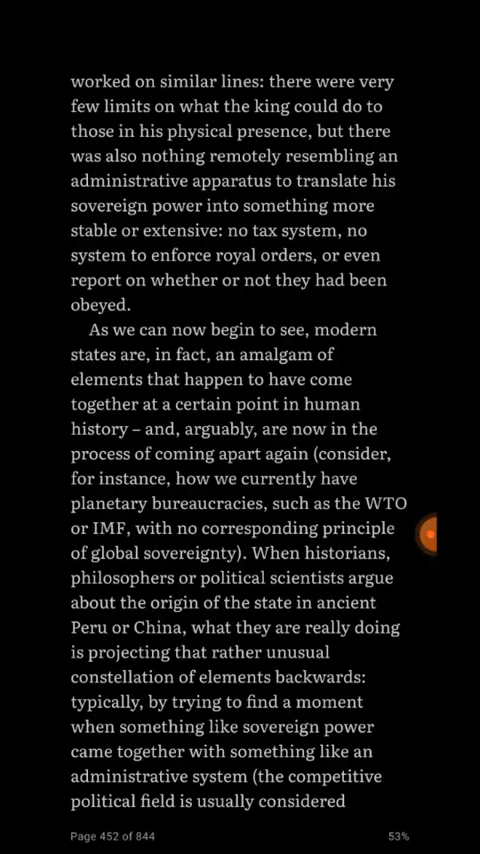 worked on similar lines: there were very
few limits on what the king could do to
those in his physical presence, but there
was also nothing remotely resembling an
administrative apparatus to translate his
sovereign power into something more
stable or extensive: no tax system, no
system to enforce royal orders, or even
report on whether or not they had been
obeyed.
As we can now begin to see, modern
states are, in fact, an amalgam of
elements that happen to have come
together at a certain point in human
history – and, arguably, are now in the
process of coming apart again (consider,
for instance, how we currently have
planetary bureaucracies, such as the WTO
or IMF, with no corresponding principle
of global sovereignty). When historians,
philosophers or political scientists argue
about the origin of the state in ancient
Peru or China, what they are really doing
is projecting that rather unusual
constellation of elements backwards:
typically, by trying to find a moment
when something like sovereign power
came together with something like an
administrative system (the competitive
political field is usually considered
Page 452 of 844
53%